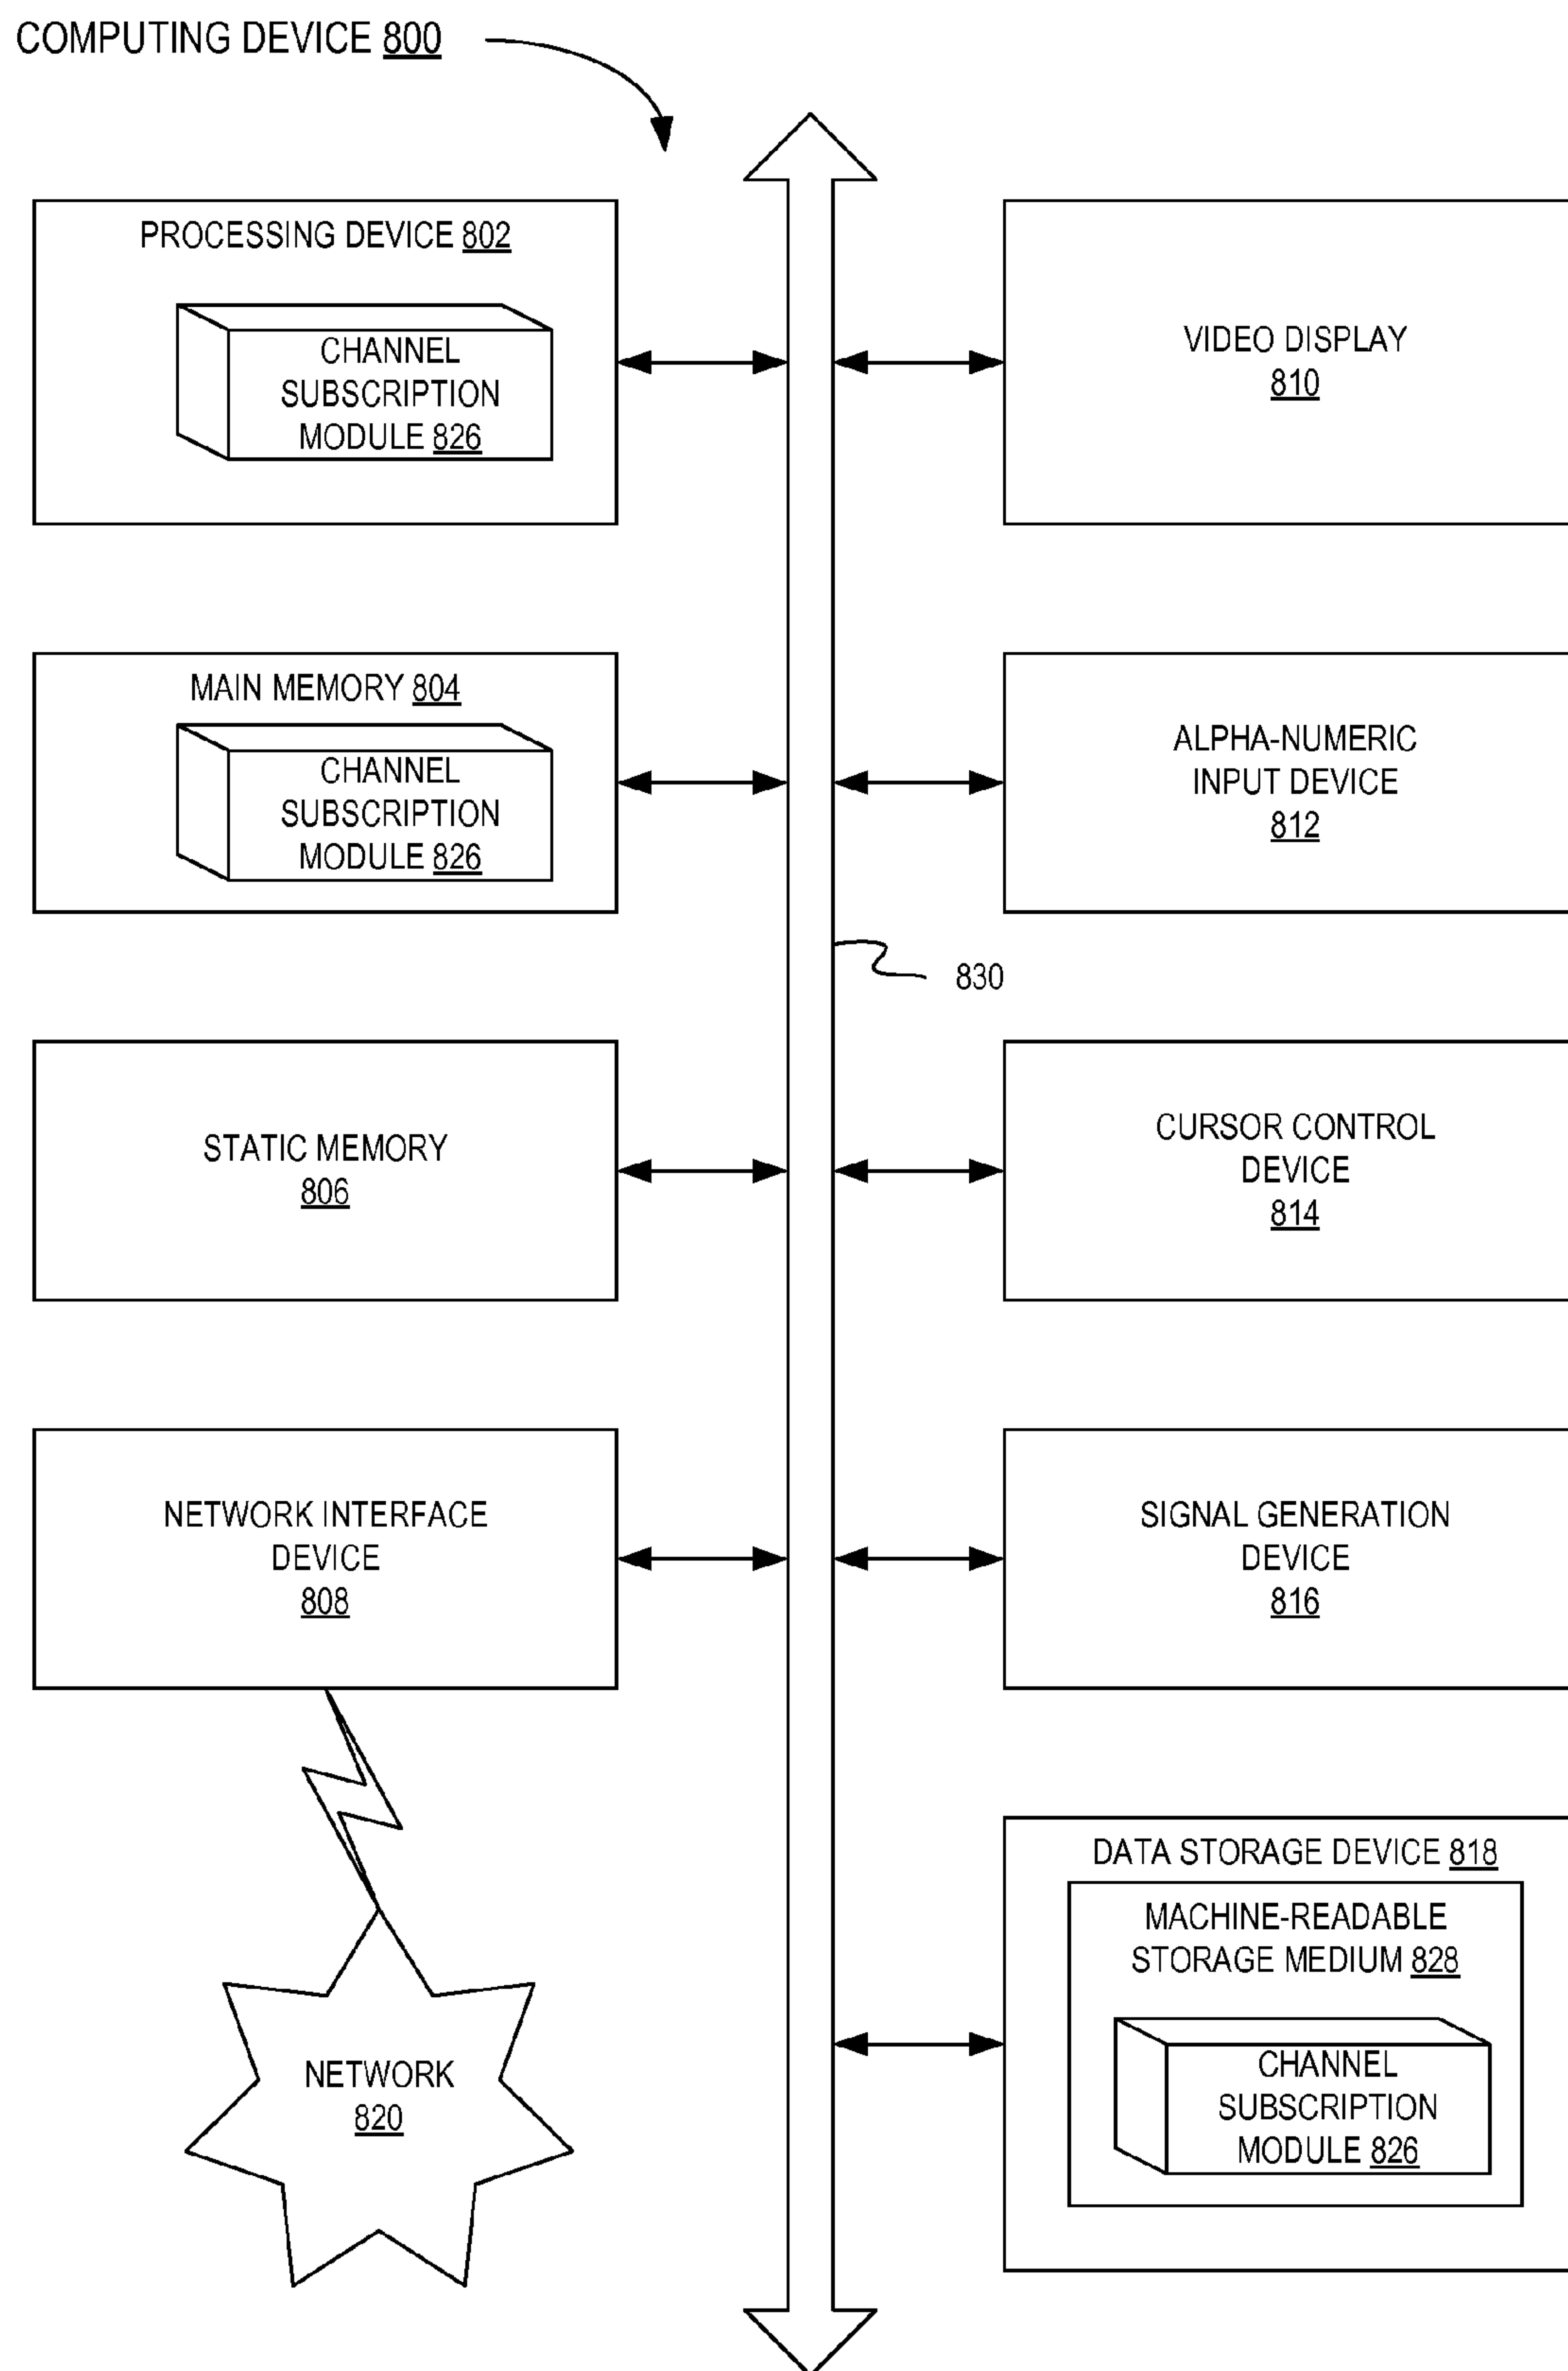 COMPUTING DEVICE 800
PROCESSING DEVICE 802
CHANNEL
SUBSCRIPTION
MODULE 826
VIDEO DISPLAY
810
MAIN MEMORY 804
CHANNEL
SUBSCRIPTION
MODULE 826
ALPHA-NUMERIC
INPUT DEVICE
812
830
STATIC MEMORY
806
CURSOR CONTROL
DEVICE
814
NETWORK INTERFACE
DEVICE
808
SIGNAL GENERATION
DEVICE
816
DATA STORAGE DEVICE 818
MACHINE-READABLE
STORAGE MEDIUM 828
CHANNEL
SUBSCRIPTION
MODULE 826
NETWORK
820